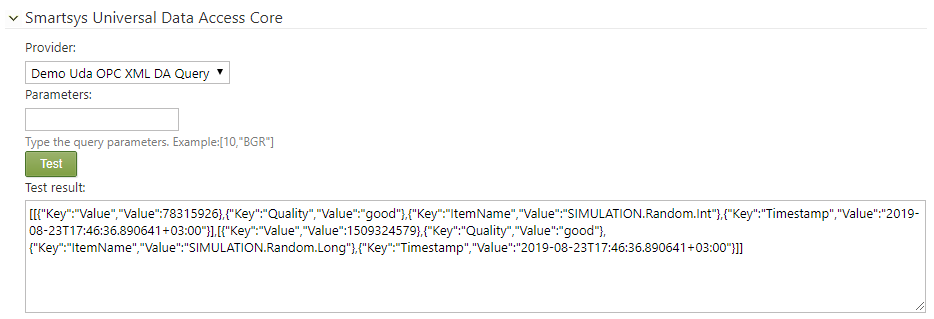 Smartsys Universal Data Access Core
Provider:
Demo Uda OPC XML DA Query
Parameters:
Type the query parameters. Example:[10,"BGR"]
Test
Test result:
[[{"Key":"Value","Value":78315926},{"Key":"Quality","Value":"good"},{"Key":"ItemName","Value":"SIMULATION.Random.Int"},{"Key":"Timestamp","Value":"2019-
08-23T17:46:36.890641+03:00"}],[{"Key":"Value","Value":1509324579},{"Key":"Quality","Value":"good"},
{"Key":"ItemName","Value":"SIMULATION.Random.Long"},{"Key":"Timestamp","Value":"2019-08-23T17:46:36.890641+03:00"}]]